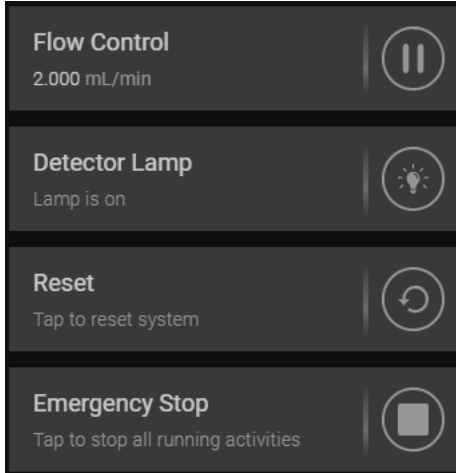 Flow Control
2.000 mL/min
Detector Lamp
Lamp is on
Reset
Tap to reset system
Emergency Stop
Tap to stop all running activities